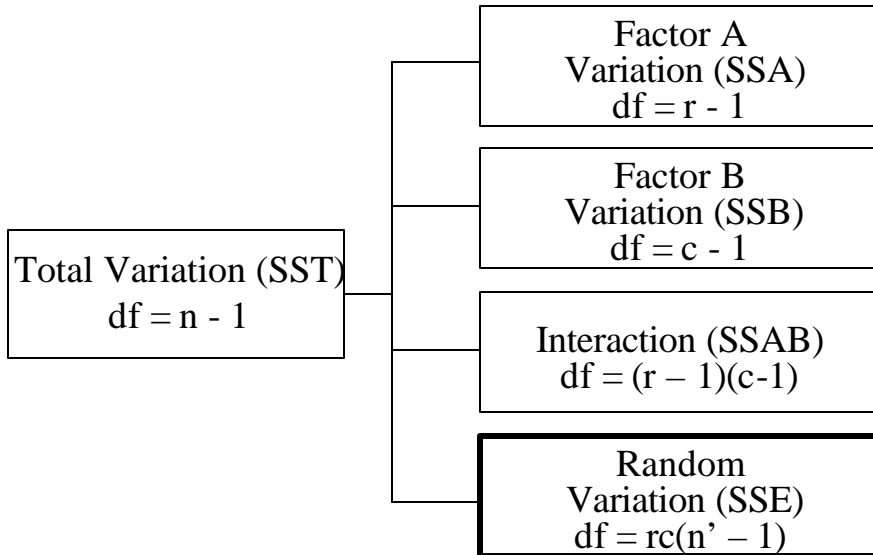 Total Variation (SST)
df = n - 1
Factor A
Variation (SSA)
df = r - 1
Factor B
Variation (SSB)
df = c - 1
Interaction (SSAB)
df = (r – 1)(c-1)
Random
Variation (SSE)
df = rc(n’ – 1)